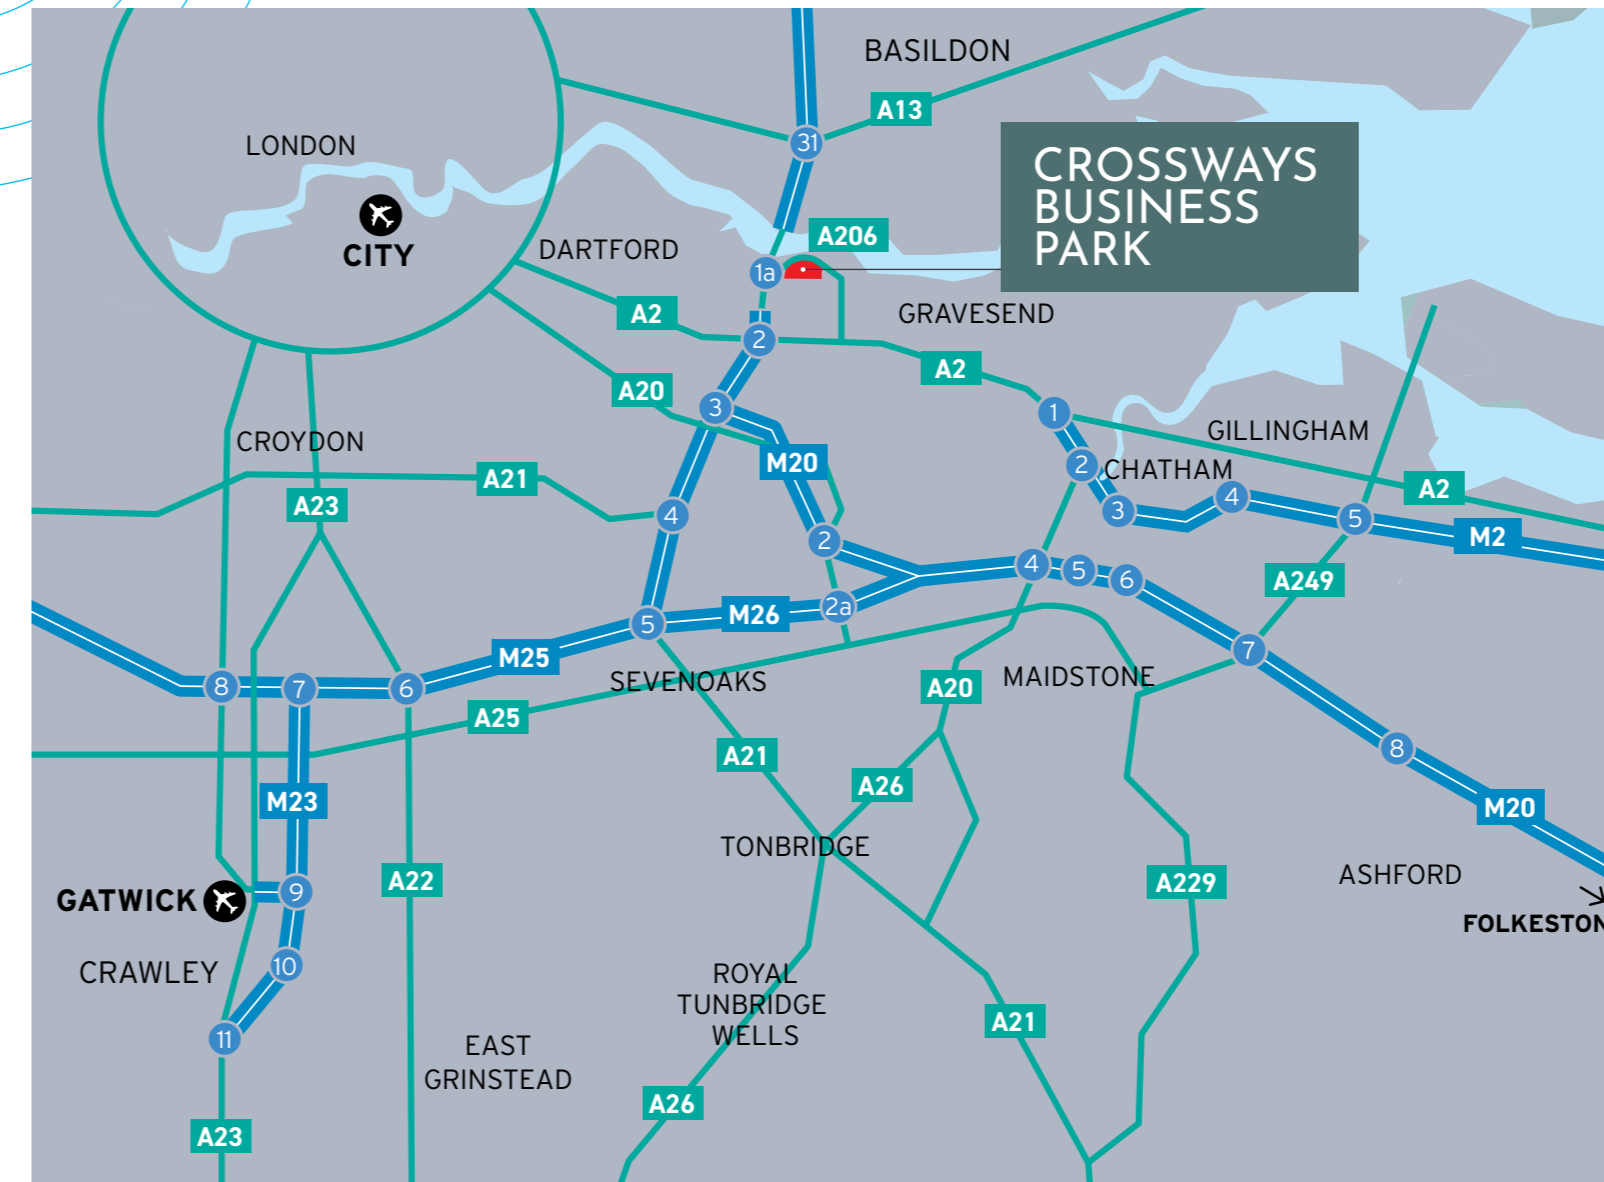 BASILDON
A13
LONDON
31
CROSSWAYS
BUSINESS
PARK
CITY
DARTFORD
A206
1a
A2
GRAVESEND
2
A2
A20
3
1
CROYDON
GILLINGHAM
M20
2
CHATHAM
A21
A23
4
3
4
A2
5
M2
2
4
5
6
A249
M26
2a
5
M25
7
8
7
6
SEVENOAKS
A20
MAIDSTONE
A25
A21
8
A26
M23
M20
TONBRIDGE
A22
A229
ASHFORD
GATWICK
9
FOLKESTON
CRAWLEY
10
ROYAL
TUNBRIDGE
WELLS
A21
11
EAST
GRINSTEAD
A26
A23